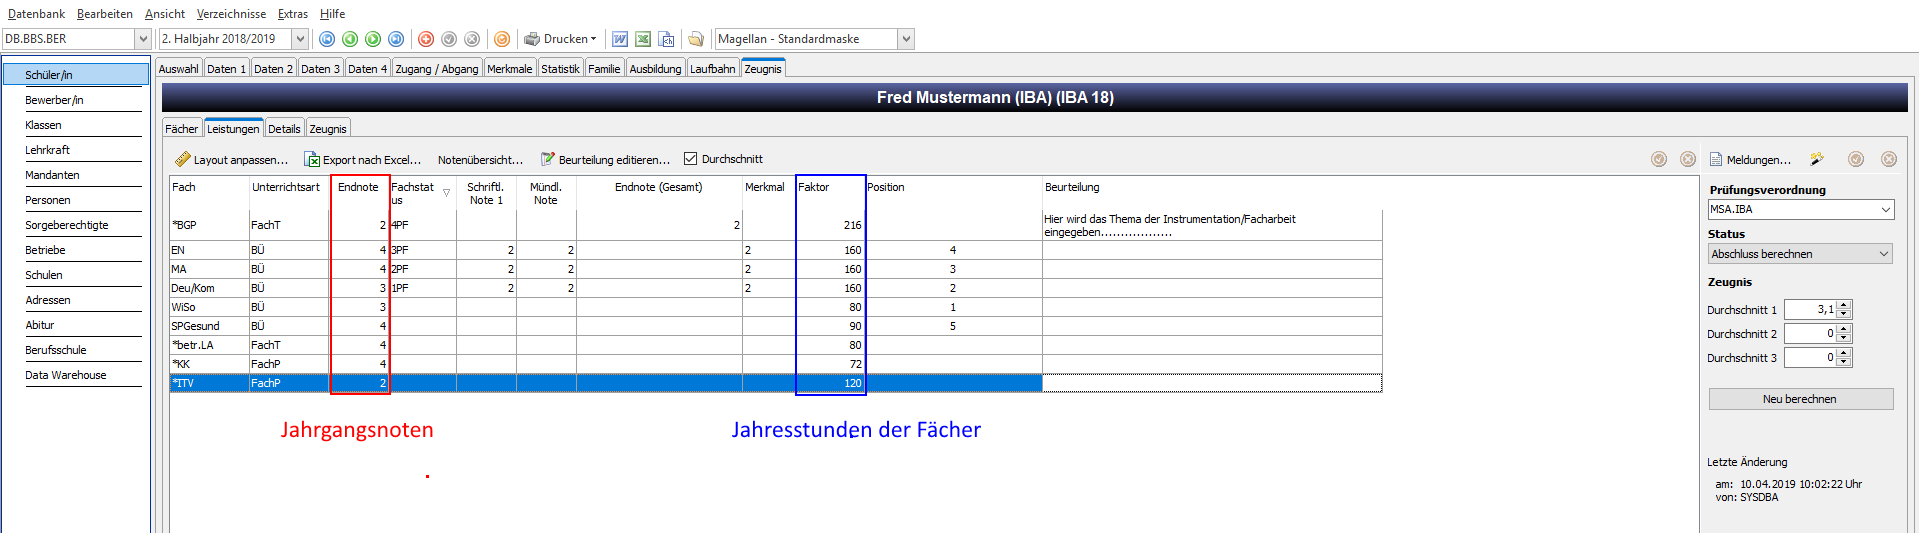 Datenbank Bearbeiten Ansicht Verzeichnisse Extras Hilfe
DB.BBS.BER 2. Halbjahr 2018/2019 Drucken Magellan - Standardmaske
Schüler/in
Bewerber/in
Klassen
Lehrkraft
Mandanten
Personen
Sorgeberechtigte
Betriebe
Schulen
Adressen
Abitur
Berufsschule
Data Warehouse
Auswahl Daten 1 Daten 2 Daten 3 Daten 4 Zugang / Abgang Merkmale Statistik Familie Ausbildung Laufbahn Zeugnis
Fred Mustermann (IBA) (IBA 18)
Fächer Leistungen Details Zeugnis
Layout anpassen... Export nach Excel... Notenübersicht... Beurteilung editieren... Durchschnitt
Fach Unterrichtsart Endnote Fachstat Schriftl. Mündl. Endnote (Gesamt) Merkmal Faktor Position Beurteilung
us Note 1 Note
*BGP FachT 2 4PF 2 216 Hier wird das Thema der Instrumentation/Facharbeit
eingegeben..................
EN BÜ 4 3PF 2 2 2 160 4
MA BÜ 4 2PF 2 2 2 160 3
Deu/Kom BÜ 3 1PF 2 2 2 160 2
WiSo BÜ 3 80 1
SPGesund BÜ 4 90 5
*betr.LA FachT 4 80
*KK FachP 4 72
*ITV FachP 2 120
Jahrgangsnoten Jahresstunden der Fächer
Meldungen...
Prüfungsverordnung
MSA.IBA
Status
Abschluss berechnen
Zeugnis
Durchschnitt 1 3,1
Durchschnitt 2 0
Durchschnitt 3 0
Neu berechnen
Letzte Änderung
am: 10.04.2019 10:02:22 Uhr
von: SYSDBA